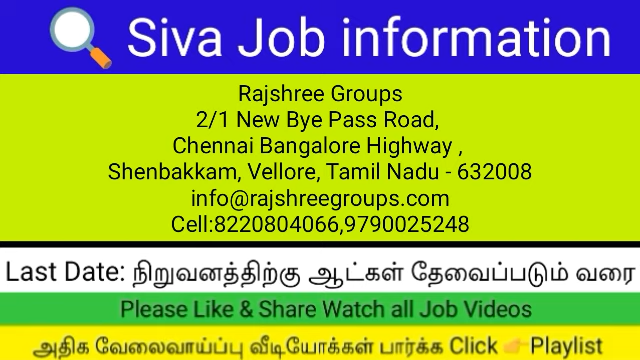 Siva Job information
Rajshree Groups
2/1 New Bye Pass Road,
Chennai Bangalore Highway ,
Shenbakkam, Vellore, Tamil Nadu - 632008
info@rajshreegroups.com
Cell:8220804066,9790025248
Last Date: நிறுவனத்திற்கு ஆட்கள் தேவைப்படும் வரை
Please Like & Share Watch all Job Videos
அதிக வேலைவாய்ப்பு வீடியோக்கள் பார்க்க Click 👉Playlist